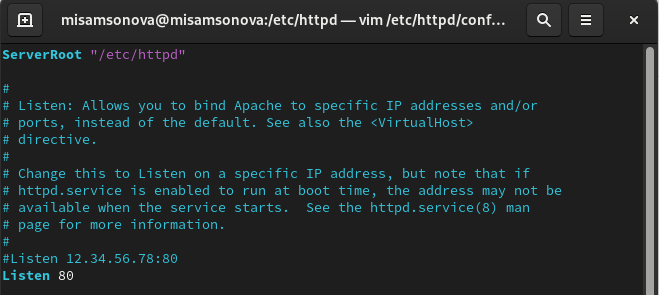 misamsonova@misamsonova:/etc/httpd — vim /etc/httpd/conf...
ServerRoot "/etc/httpd"
#
# Listen: Allows you to bind Apache to specific IP addresses and/or
# ports, instead of the default. See also the <VirtualHost>
# directive.
#
# Change this to Listen on a specific IP address, but note that if
# httpd.service is enabled to run at boot time, the address may not be
# available when the service starts.  See the httpd.service(8) man
# page for more information.
#
#Listen 12.34.56.78:80
Listen 80